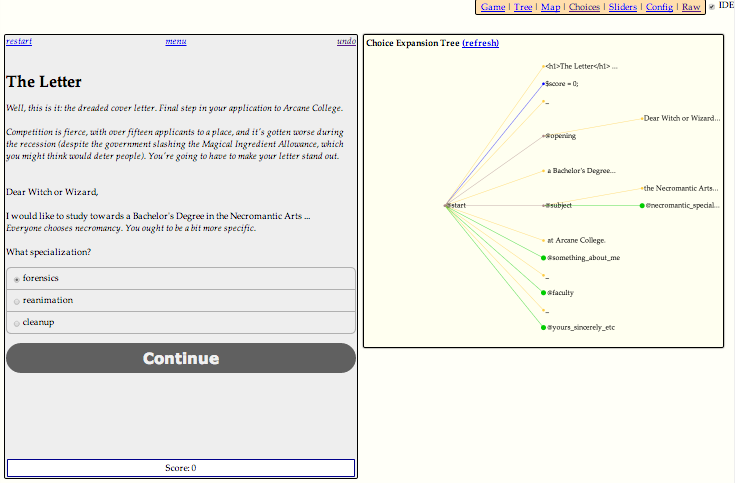 Game | Tree | Map | Choices | Sliders | Config | Raw IDE
restart menu undo
The Letter
Well, this is it: the dreaded cover letter. Final step in your application to Arcane College.
Competition is fierce, with over fifteen applicants to a place, and it's gotten worse during
the recession (despite the government slashing the Magical Ingredient Allowance, which
you might think would deter people). You're going to have to make your letter stand out.
Dear Witch or Wizard,
I would like to study towards a Bachelor's Degree in the Necromantic Arts ...
Everyone chooses necromancy. You ought to be a bit more specific.
What specialization?
forensics
reanimation
cleanup
Continue
Score: 0
Choice Expansion Tree (refresh)
<h1>The Letter</h1> ...
$score = 0;
_
@opening
Dear Witch or Wizard...
a Bachelor's Degree...
the Necromantic Arts...
@start
@subject
@necromantic_special...
at Arcane College.
@something_about_me
_
@faculty
_
@yours_sincerely_etc